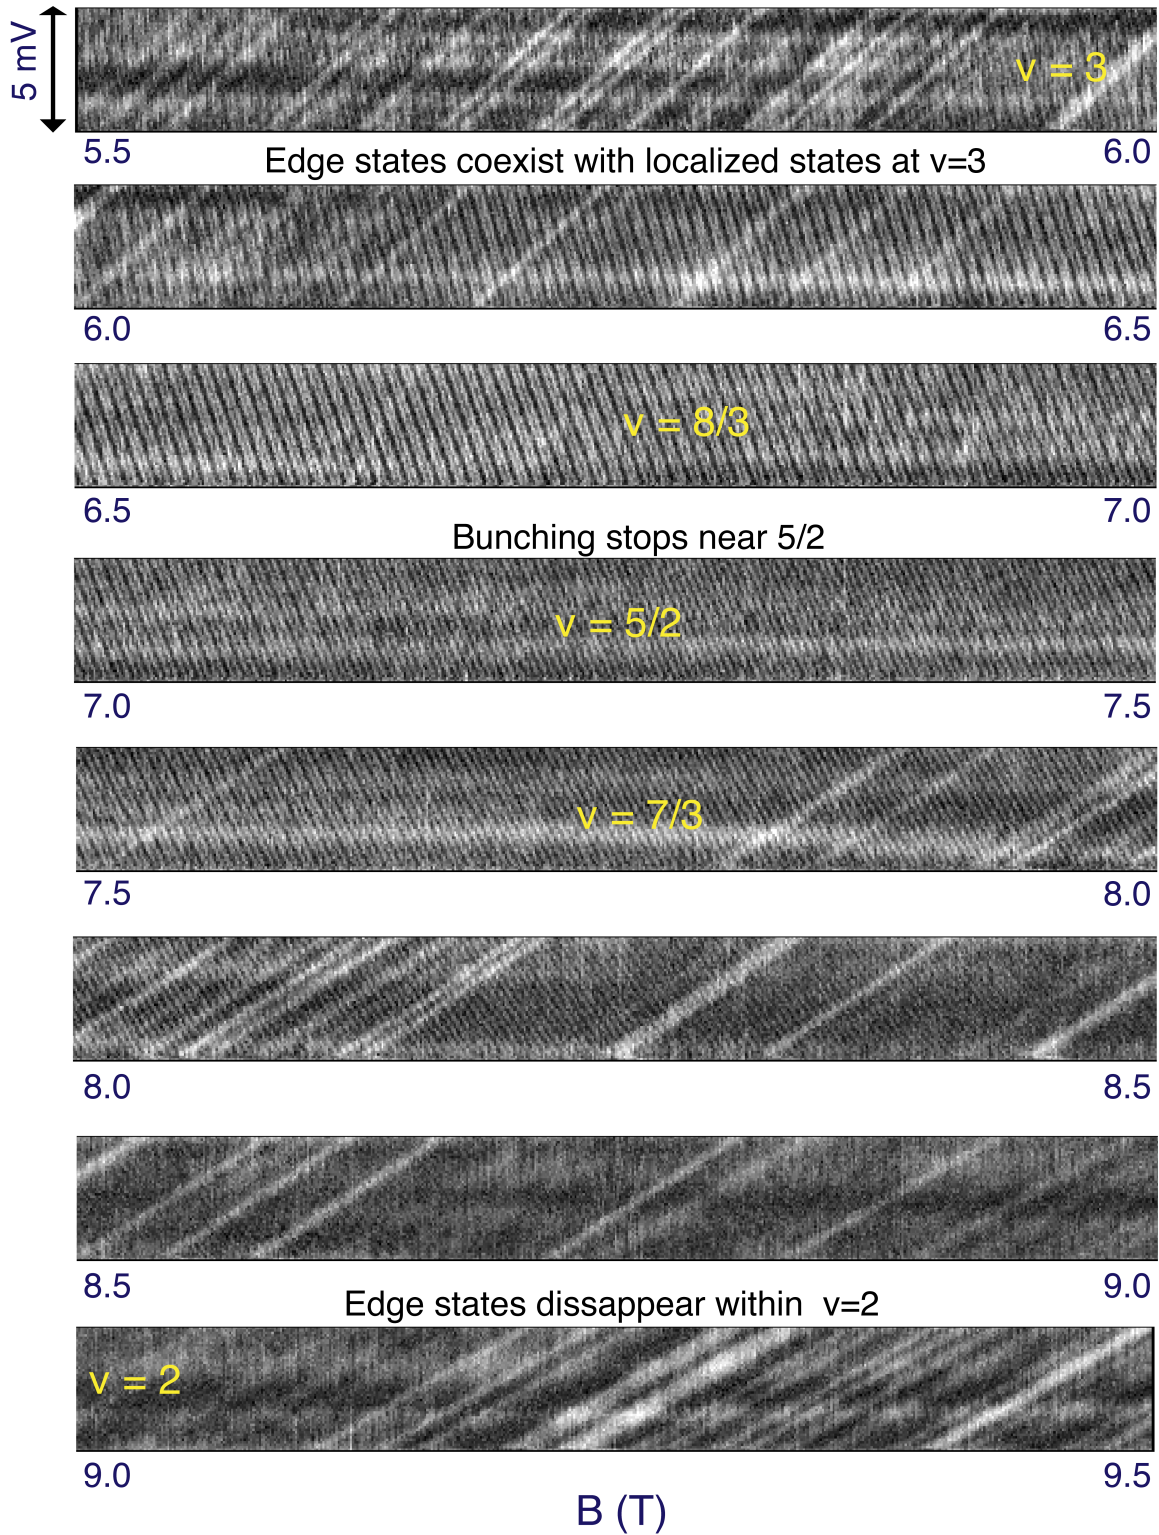 5 mV
v = 3
5.5 6.0
Edge states coexist with localized states at v=3
6.0 6.5
v = 8/3
6.5 7.0
Bunching stops near 5/2
v = 5/2
7.0 7.5
v = 7/3
7.5 8.0
8.0 8.5
8.5 9.0
Edge states dissappear within v=2
v = 2
9.0 9.5
B (T)